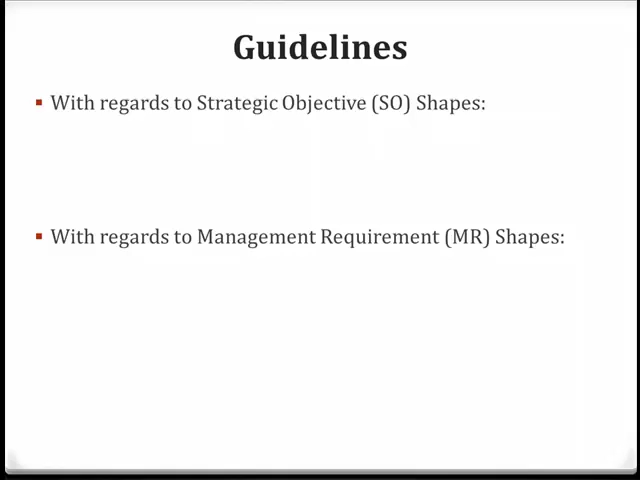 Guidelines
▪ With regards to Strategic Objective (SO) Shapes:
▪ With regards to Management Requirement (MR) Shapes: